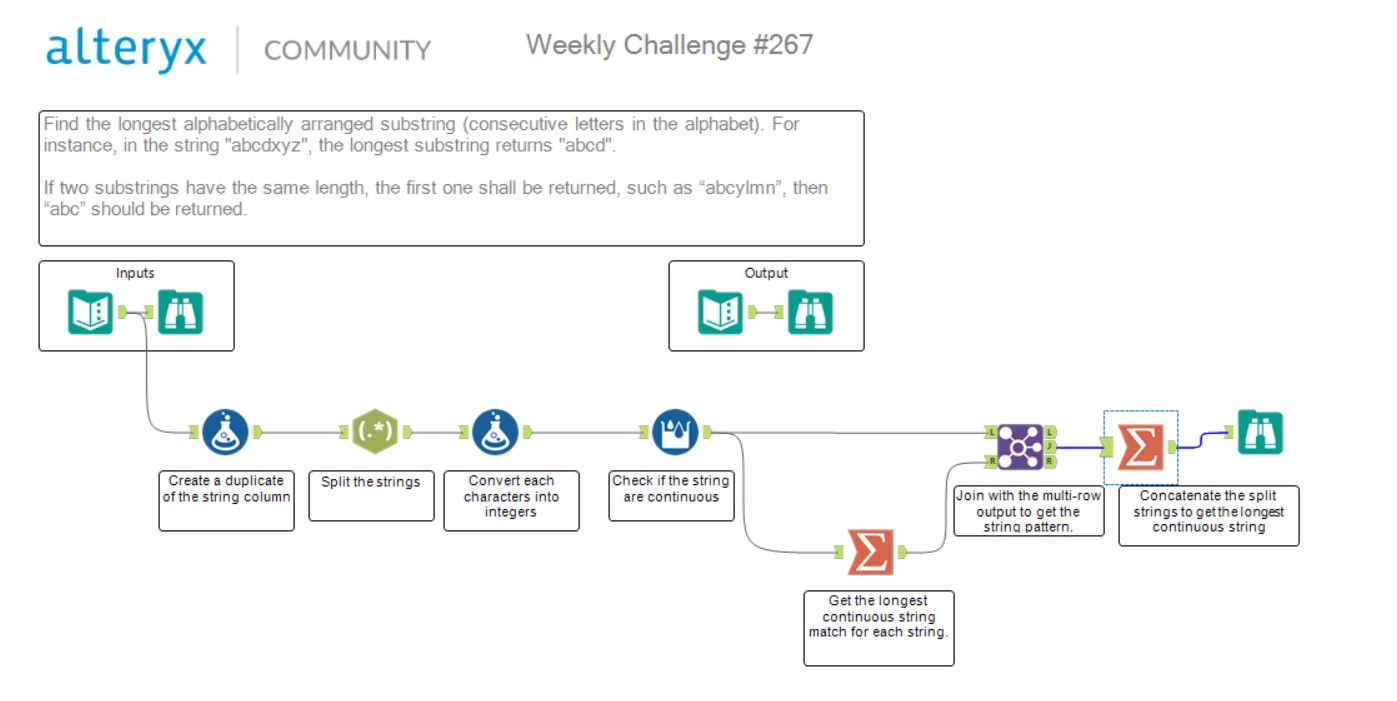 alteryx | COMMUNITY
Weekly Challenge #267
Find the longest alphabetically arranged substring (consecutive letters in the alphabet). For
instance, in the string "abcdxyz", the longest substring returns "abcd".
If two substrings have the same length, the first one shall be returned, such as “abcylmn”, then
“abc” should be returned.
Inputs
Output
(.*)
L
R
L
J
R
Create a duplicate
of the string column
Split the strings
Convert each
characters into
integers
Check if the string
are continuous
Join with the multi-row
output to get the
string pattern.
Concatenate the split
strings to get the longest
continuous string
Σ
Σ
Get the longest
continuous string
match for each string.